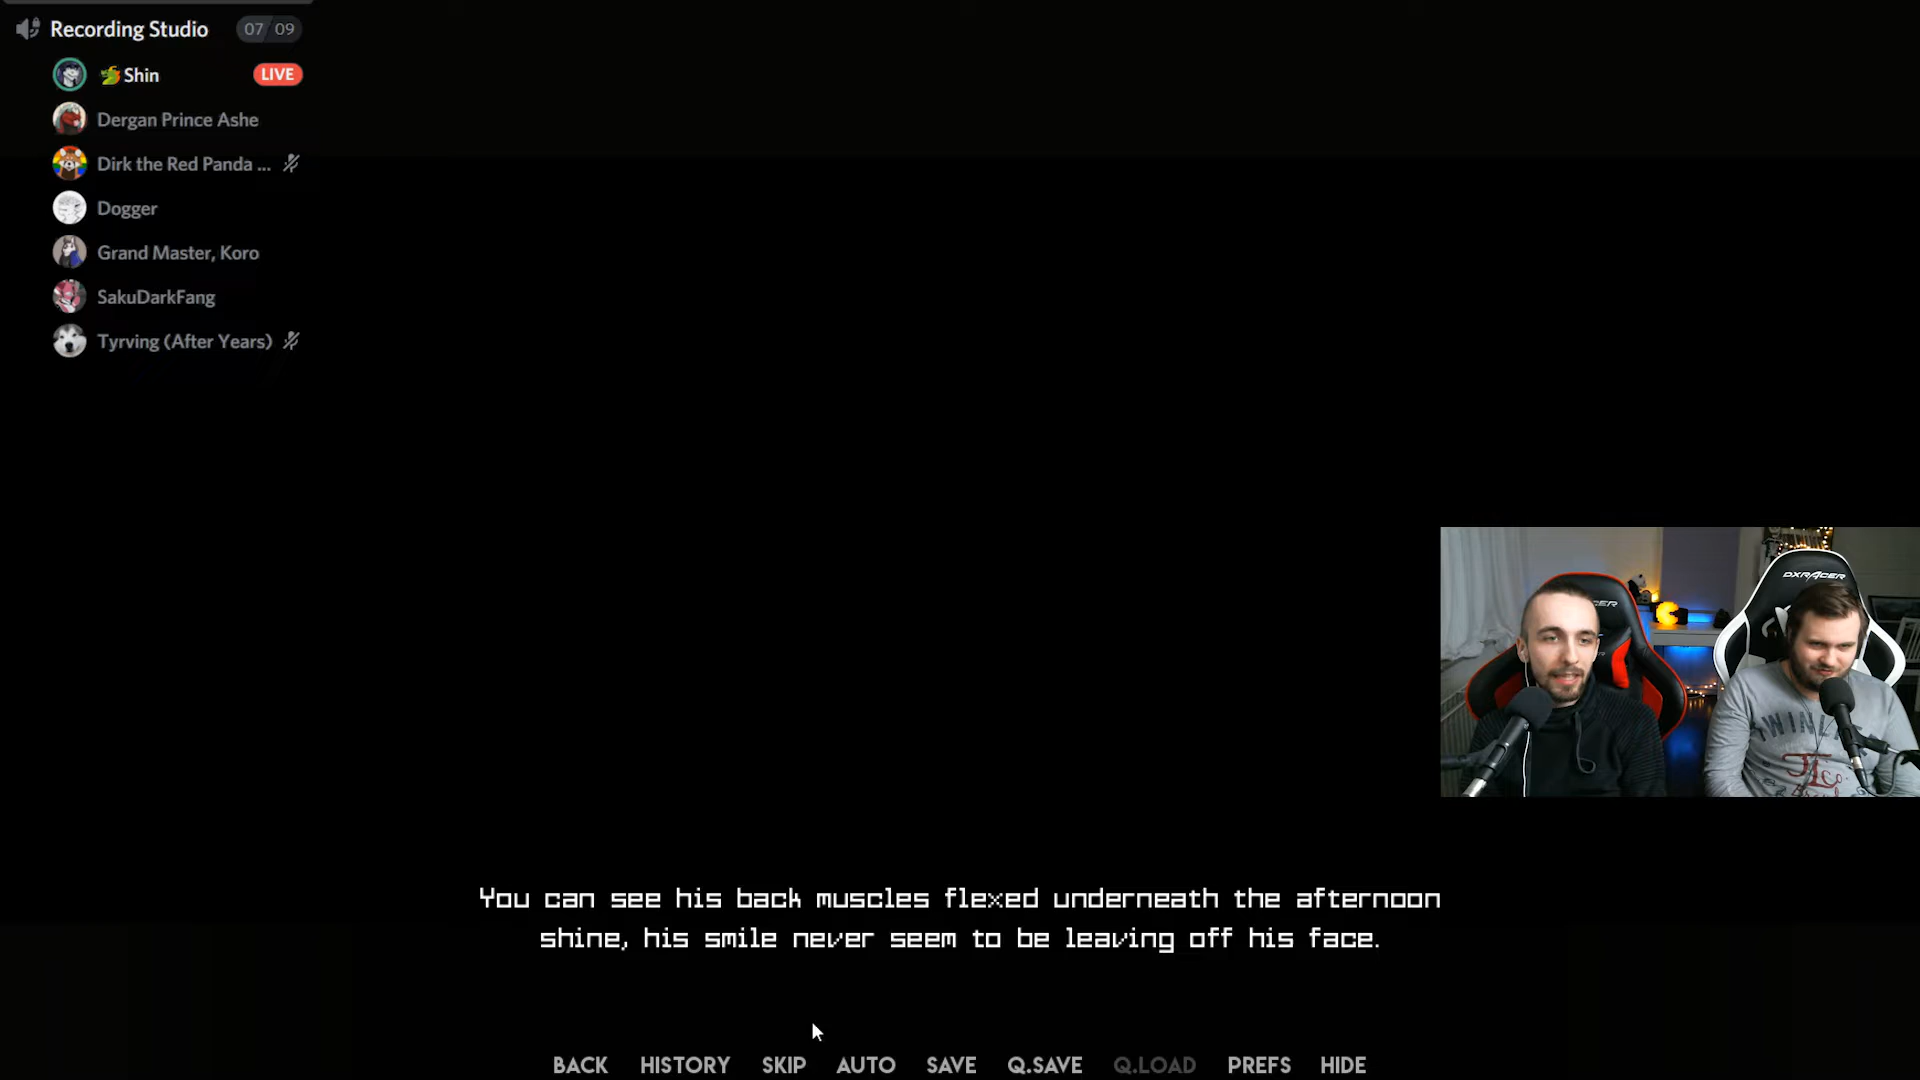 Recording Studio 07 09
Shin LIVE
Dergan Prince Ashe
Dirk the Red Panda ...
Dogger
Grand Master, Koro
SakuDarkFang
Tyrving (After Years)
DXRACER
CER
You can see his back muscles flexed underneath the afternoon
shine, his smile never seem to be leaving off his face.
BACK HISTORY SKIP AUTO SAVE Q.SAVE Q.LOAD PREFS HIDE